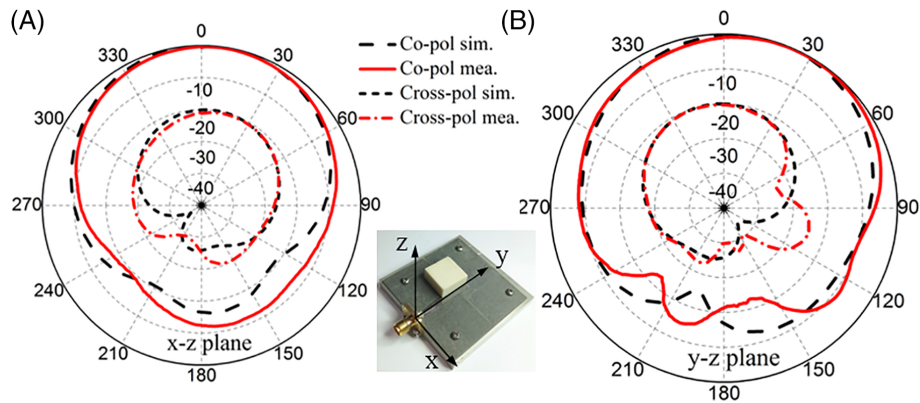 (A)
0
30
60
90
120
150
180
210
240
270
300
330
-10
-20
-30
-40
x-z plane
Co-pol sim.
Co-pol mea.
Cross-pol sim.
Cross-pol mea.
z
y
x
(B)
0
30
60
90
120
150
180
210
240
270
300
330
-10
-20
-30
-40
y-z plane